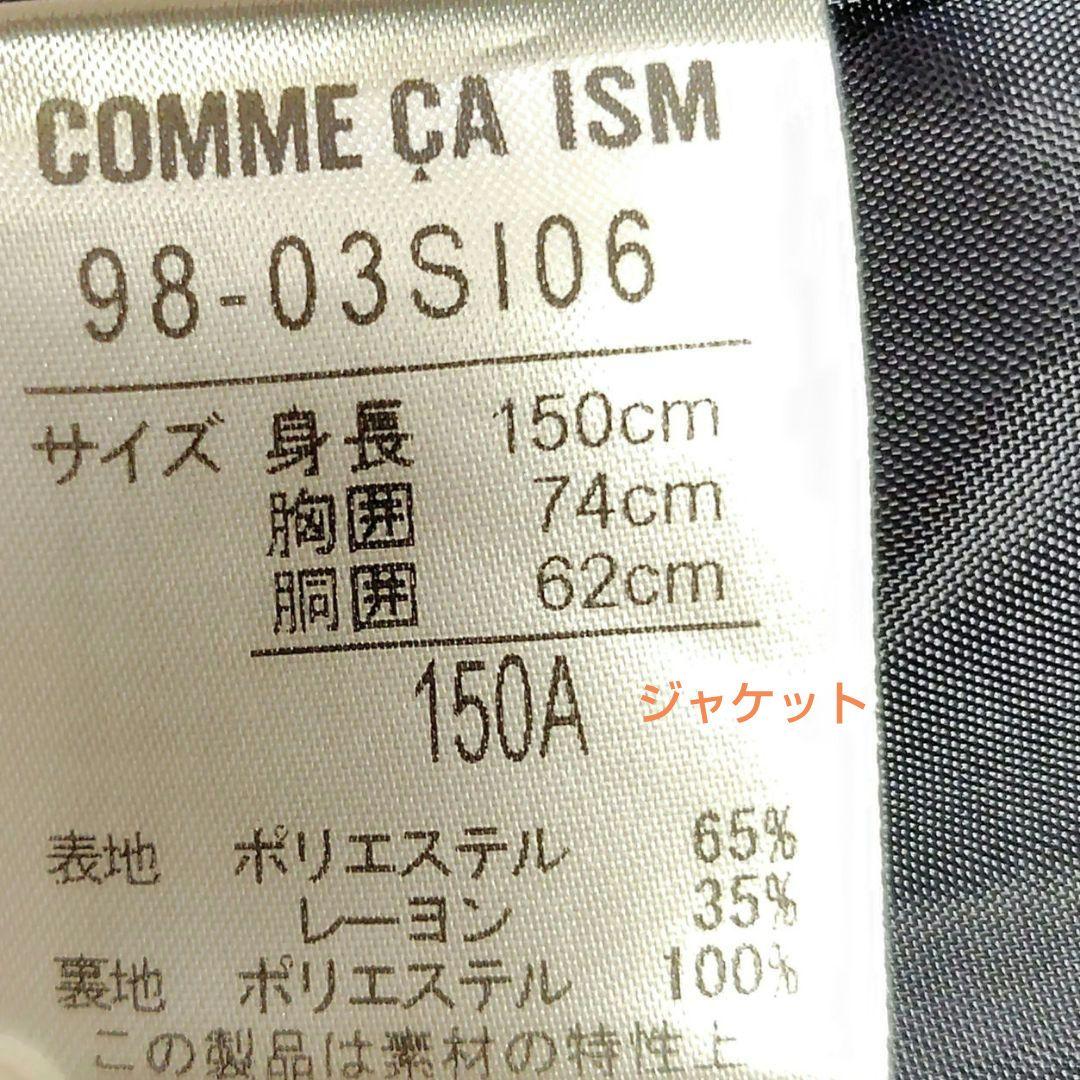 COMME ÇA ISM
98-03SI06
サイズ 身長 150cm
胸囲 74cm
胴囲 62cm
150A ジャケット
表地 ポリエステル 65%
レーヨン 35%
裏地 ポリエステル 100%
この製品は素材の特性上